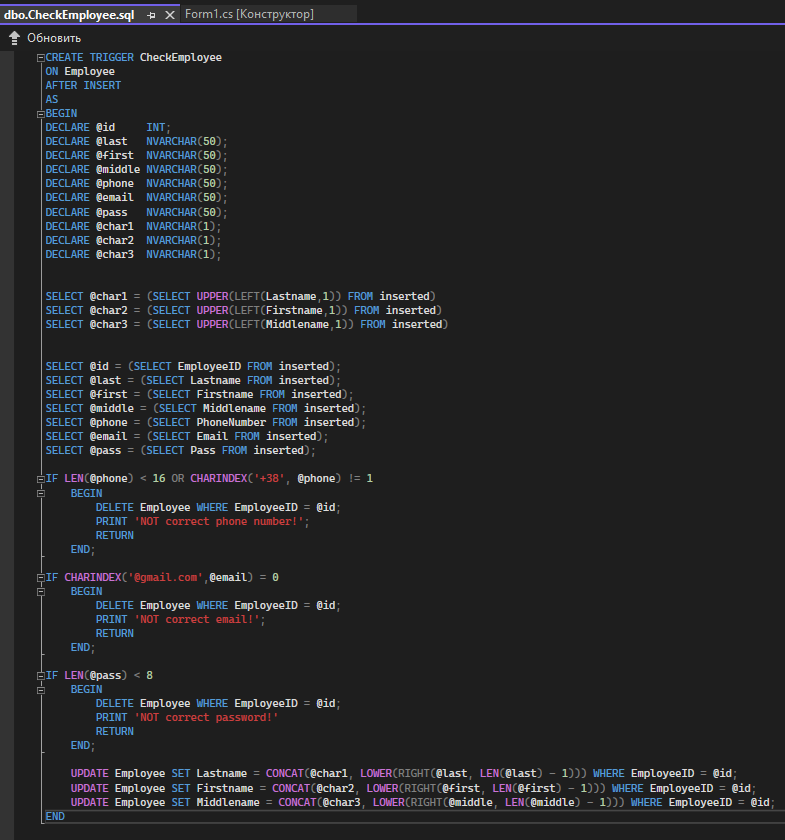 dbo.CheckEmployee.sql Form1.cs [Конструктор]
Обновить
CREATE TRIGGER CheckEmployee
ON Employee
AFTER INSERT
AS
BEGIN
DECLARE @id INT;
DECLARE @last NVARCHAR(50);
DECLARE @first NVARCHAR(50);
DECLARE @middle NVARCHAR(50);
DECLARE @phone NVARCHAR(50);
DECLARE @email NVARCHAR(50);
DECLARE @pass NVARCHAR(50);
DECLARE @char1 NVARCHAR(1);
DECLARE @char2 NVARCHAR(1);
DECLARE @char3 NVARCHAR(1);
SELECT @char1 = (SELECT UPPER(LEFT(Lastname,1)) FROM inserted)
SELECT @char2 = (SELECT UPPER(LEFT(Firstname,1)) FROM inserted)
SELECT @char3 = (SELECT UPPER(LEFT(Middlename,1)) FROM inserted)
SELECT @id = (SELECT EmployeeID FROM inserted);
SELECT @last = (SELECT Lastname FROM inserted);
SELECT @first = (SELECT Firstname FROM inserted);
SELECT @middle = (SELECT Middlename FROM inserted);
SELECT @phone = (SELECT PhoneNumber FROM inserted);
SELECT @email = (SELECT Email FROM inserted);
SELECT @pass = (SELECT Pass FROM inserted);
IF LEN(@phone) < 16 OR CHARINDEX('+38', @phone) != 1
BEGIN
DELETE Employee WHERE EmployeeID = @id;
PRINT 'NOT correct phone number!';
RETURN
END;
IF CHARINDEX('@gmail.com',@email) = 0
BEGIN
DELETE Employee WHERE EmployeeID = @id;
PRINT 'NOT correct email!';
RETURN
END;
IF LEN(@pass) < 8
BEGIN
DELETE Employee WHERE EmployeeID = @id;
PRINT 'NOT correct password!'
RETURN
END;
UPDATE Employee SET Lastname = CONCAT(@char1, LOWER(RIGHT(@last, LEN(@last) - 1))) WHERE EmployeeID = @id;
UPDATE Employee SET Firstname = CONCAT(@char2, LOWER(RIGHT(@first, LEN(@first) - 1))) WHERE EmployeeID = @id;
UPDATE Employee SET Middlename = CONCAT(@char3, LOWER(RIGHT(@middle, LEN(@middle) - 1))) WHERE EmployeeID = @id;
END